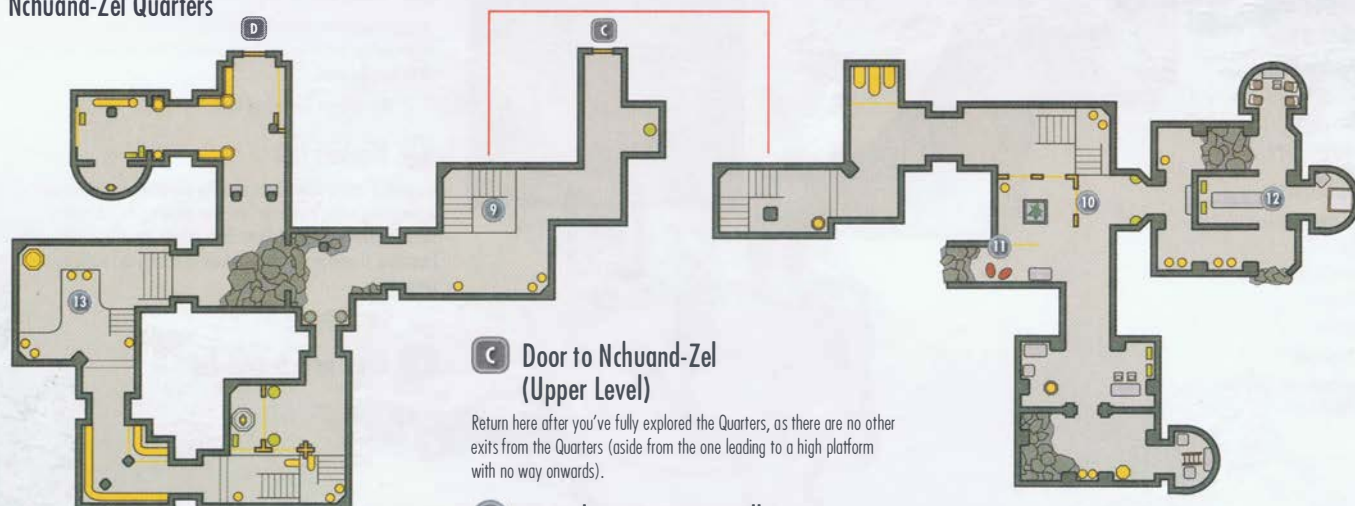 Nchuand-Zel Quarters
D
C
9
10
11
12
13
C Door to Nchuand-Zel
(Upper Level)
Return here after you've fully explored the Quarters, as there are no other
exits from the Quarters (aside from the one leading to a high platform
with no way onwards).